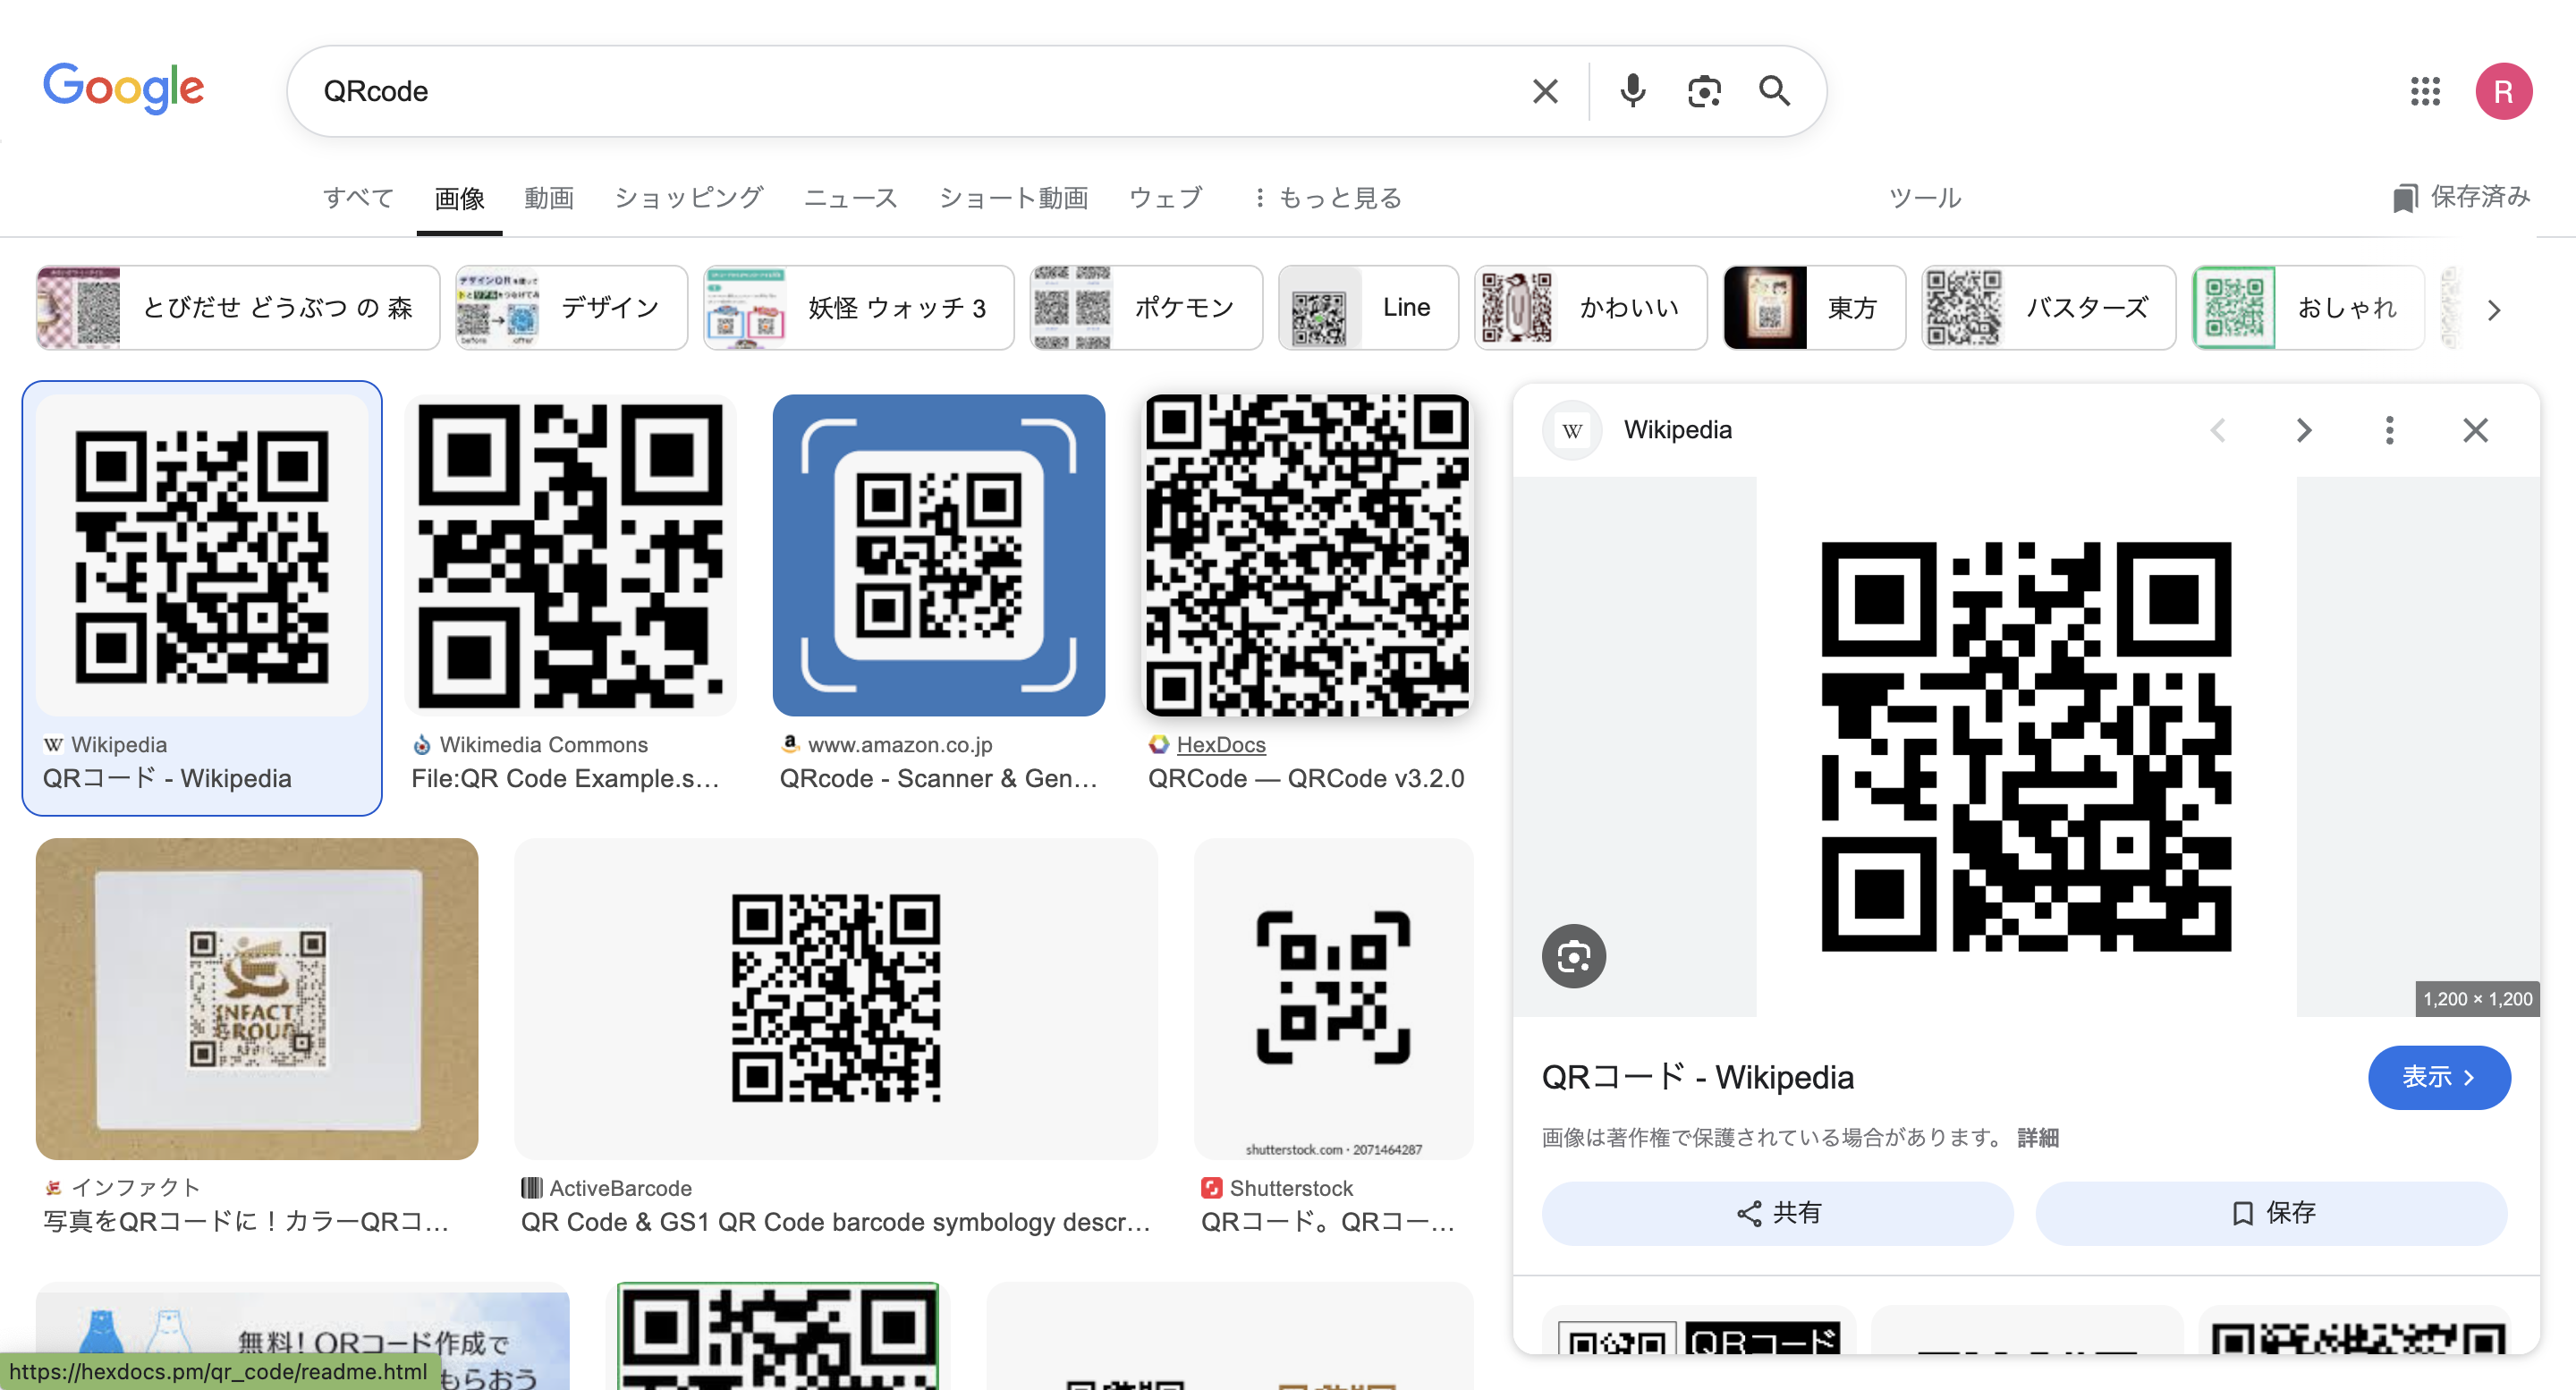 Google
QRcode
R
すべて 画像 動画 ショッピング ニュース ショート動画 ウェブ もっと見る ツール 保存済み
とびだせ どうぶつ の 森
デザインQR
before
after
デザイン
妖怪 ウォッチ 3
ポケモン
Line
かわいい
東方
バスターズ
おしゃれ
W Wikipedia
QRコード - Wikipedia
Wikimedia Commons
File:QR Code Example.s...
a www.amazon.co.jp
QRcode - Scanner & Gen...
HexDocs
QRCode — QRCode v3.2.0
W Wikipedia
1,200 × 1,200
QRコード - Wikipedia
表示
画像は著作権で保護されている場合があります。 詳細
共有
保存
QRコード
INFACT
GROUP
インファクト
写真をQRコードに！カラーQRコ...
ActiveBarcode
QR Code & GS1 QR Code barcode symbology descr...
shutterstock.com · 2071464287
Shutterstock
QRコード。QRコー...
無料！QRコード作成で
もらおう
https://hexdocs.pm/qr_code/readme.html